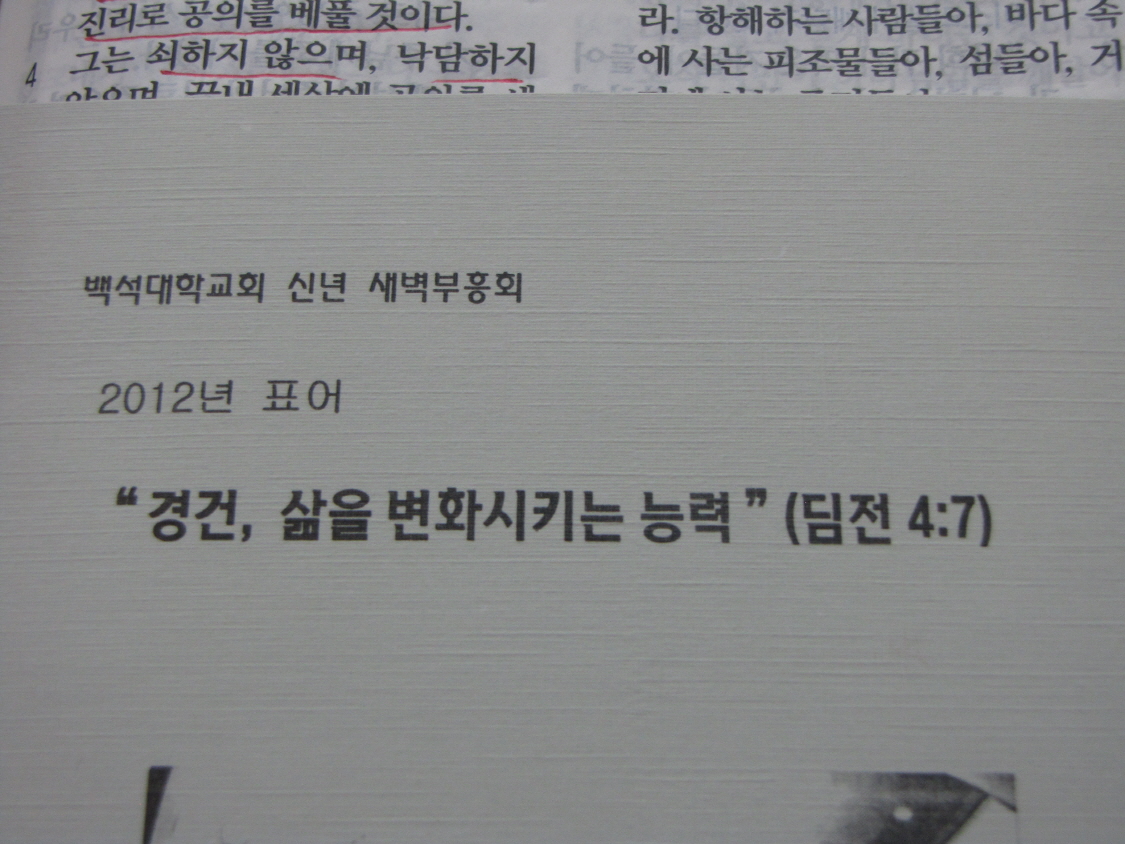 진리로 공의를 베풀 것이다.
4 그는 쇠하지 않으며, 낙담하지
라. 항해하는 사람들아, 바다 속
에 사는 피조물들아, 섬들아, 거
백석대학교회 신년 새벽부흥회
2012년 표어
“경건, 삶을 변화시키는 능력” (딤전 4:7)